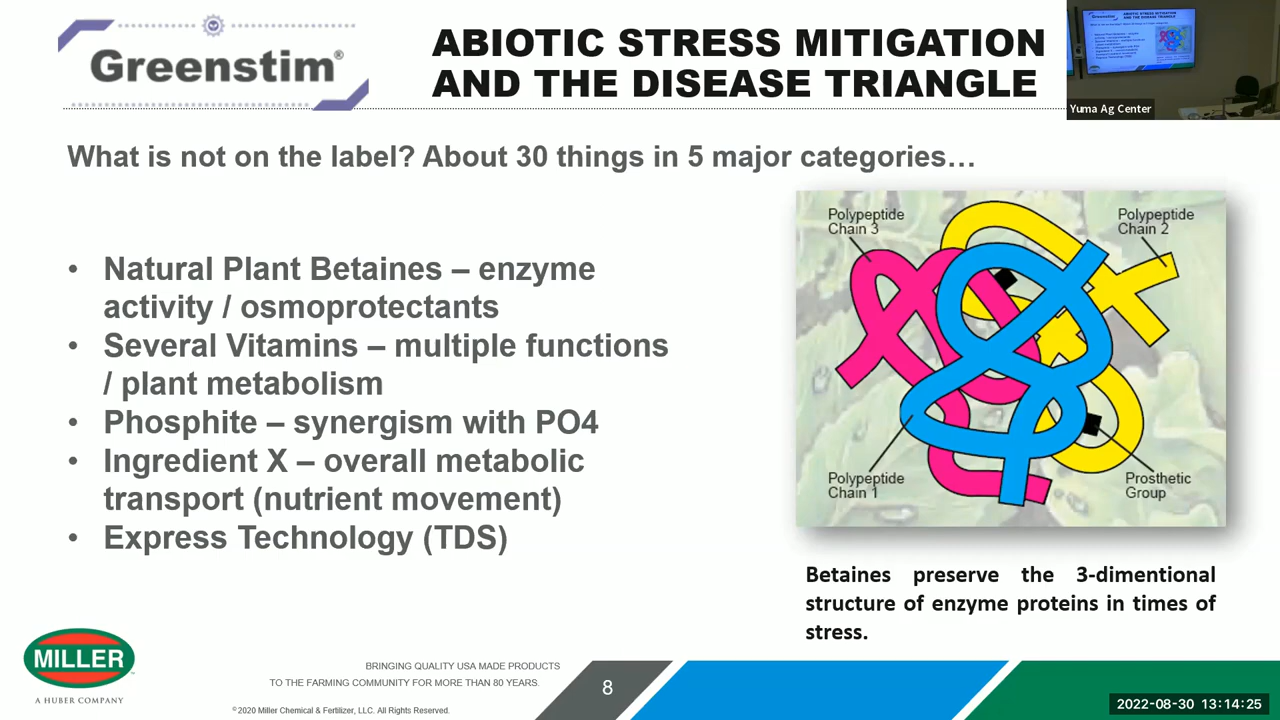 Greenstim®
ABIOTIC STRESS MITIGATION
AND THE DISEASE TRIANGLE
Yuma Ag Center
What is not on the label? About 30 things in 5 major categories…
• Natural Plant Betaines – enzyme
activity / osmoprotectants
• Several Vitamins – multiple functions
/ plant metabolism
• Phosphite – synergism with PO4
• Ingredient X – overall metabolic
transport (nutrient movement)
• Express Technology (TDS)
Polypeptide
Chain 3
Polypeptide
Chain 2
Polypeptide
Chain 1
Prosthetic
Group
Betaines preserve the 3-dimentional
structure of enzyme proteins in times of
stress.
MILLER
A HUBER COMPANY
BRINGING QUALITY USA MADE PRODUCTS
TO THE FARMING COMMUNITY FOR MORE THAN 80 YEARS.
© 2020 Miller Chemical & Fertilizer, LLC. All Rights Reserved.
8
2022-08-30 13:14:25